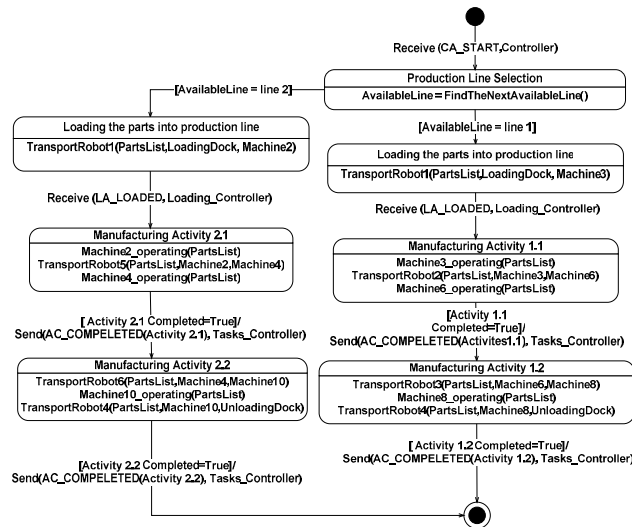 Receive (CA_START,Controller)
Production Line Selection
AvailableLine=FindTheNextAvailableLine()
[AvailableLine = line 2]
[AvailableLine = line 1]
Loading the parts into production line
TransportRobot1(PartsList,LoadingDock, Machine2)
Receive (LA_LOADED, Loading_Controller)
Manufacturing Activity 2.1
Machine2_operating(PartsList)
TransportRobot5(PartsList,Machine2,Machine4)
Machine4_operating(PartsList)
[Activity 2.1 Completed=True]/
Send(AC_COMPELETED(Activity 2.1), Tasks_Controller)
Manufacturing Activity 2.2
TransportRobot6(PartsList,Machine4,Machine10)
Machine10_operating(PartsList)
TransportRobot4(PartsList,Machine10,UnloadingDock)
[Activity 2.2 Completed=True]/
Send(AC_COMPELETED(Activity 2.2), Tasks_Controller)
Loading the parts into production line
TransportRobot1(PartsList,LoadingDock, Machine3)
Receive (LA_LOADED, Loading_Controller)
Manufacturing Activity 1.1
Machine3_operating(PartsList)
TransportRobot2(PartsList,Machine3,Machine6)
Machine6_operating(PartsList)
[Activity 1.1
Completed=True]/
Send(AC_COMPELETED(Activites1.1), Tasks_Controller)
Manufacturing Activity 1.2
TransportRobot3(PartsList,Machine6,Machine8)
Machine8_operating(PartsList)
TransportRobot4(PartsList,Machine8,UnloadingDock)
[ Activity 1.2 Completed=True]/
Send(AC_COMPELETED(Activity 1.2), Tasks_Controller)